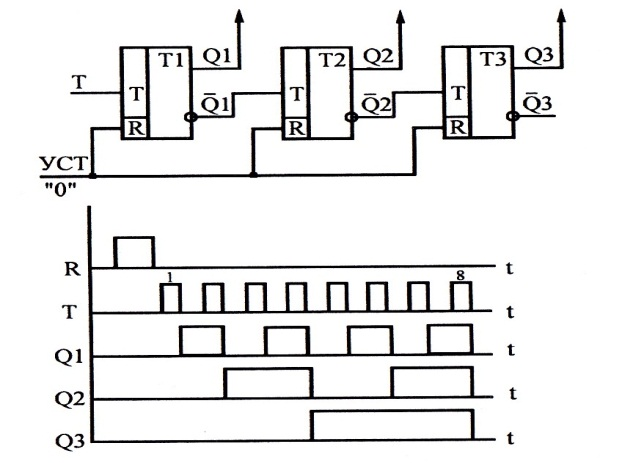 T1 Q1 T2 Q2 T3 Q3
T T Q̅1 T Q̅2 T Q̅3
R R R
УСТ
"0"
R t
1 8
T t
Q1 t
Q2 t
Q3 t